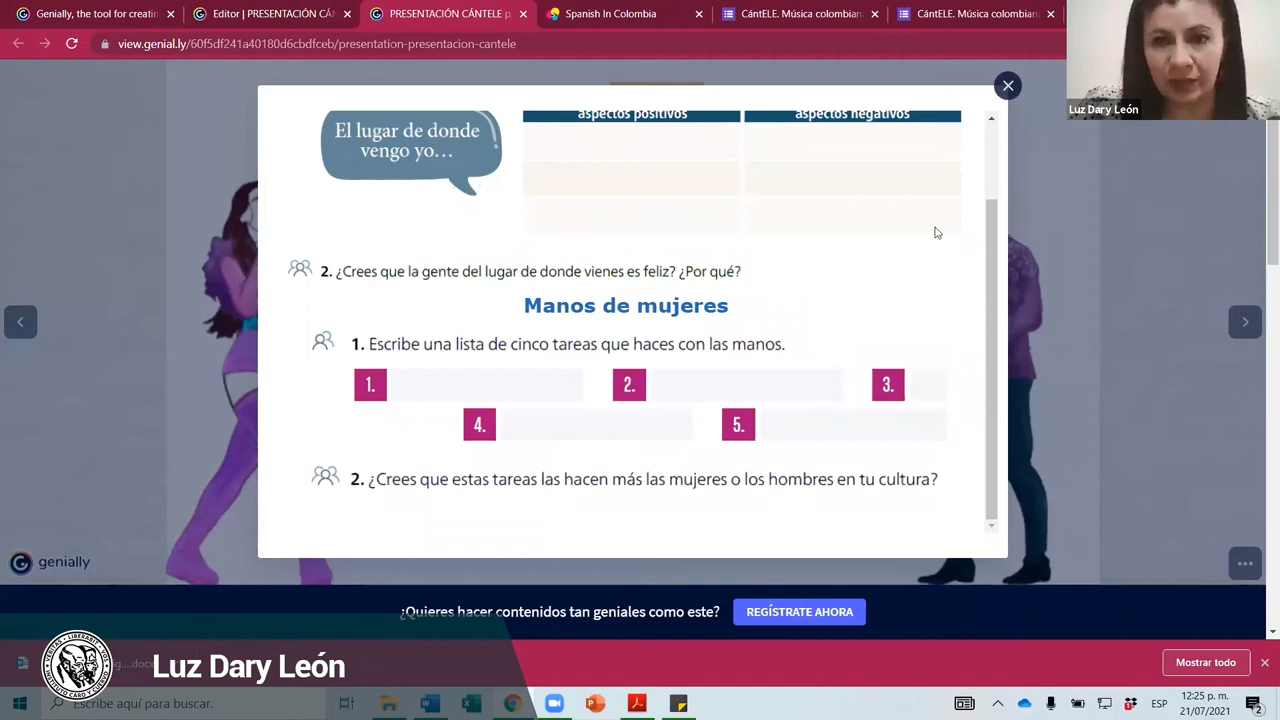 Genially, the tool for creatin
Editor | PRESENTACIÓN CÁN
PRESENTACIÓN CÁNTELE p
Spanish In Colombia
CántELE. Música colombian
CántELE. Música colombian
view.genial.ly/60f5df241a40180d6cbdfceb/presentation-presentacion-cantele
Luz Dary León
El lugar de donde
vengo yo...
aspectos positivos
aspectos negativos
2. ¿Crees que la gente del lugar de donde vienes es feliz? ¿Por qué?
Manos de mujeres
1. Escribe una lista de cinco tareas que haces con las manos.
1. 2. 3.
4. 5.
2. ¿Crees que estas tareas las hacen más las mujeres o los hombres en tu cultura?
genially
¿Quieres hacer contenidos tan geniales como este? REGÍSTRATE AHORA
Luz Dary León
Mostrar todo
Escribe aquí para buscar.
ESP
12:25 p. m.
21/07/2021
2